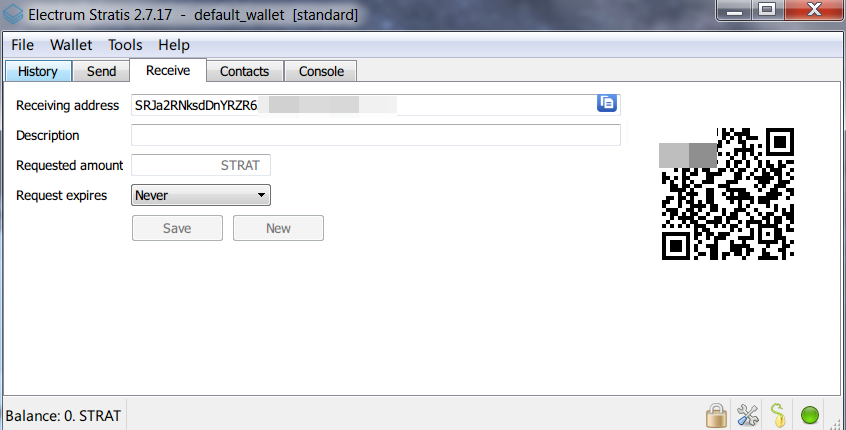 Electrum Stratis 2.7.17 - default_wallet [standard]
File Wallet Tools Help
History Send Receive Contacts Console
Receiving address SRJa2RNksdDnYRZR6
Description
Requested amount STRAT
Request expires Never
Save New
Balance: 0. STRAT